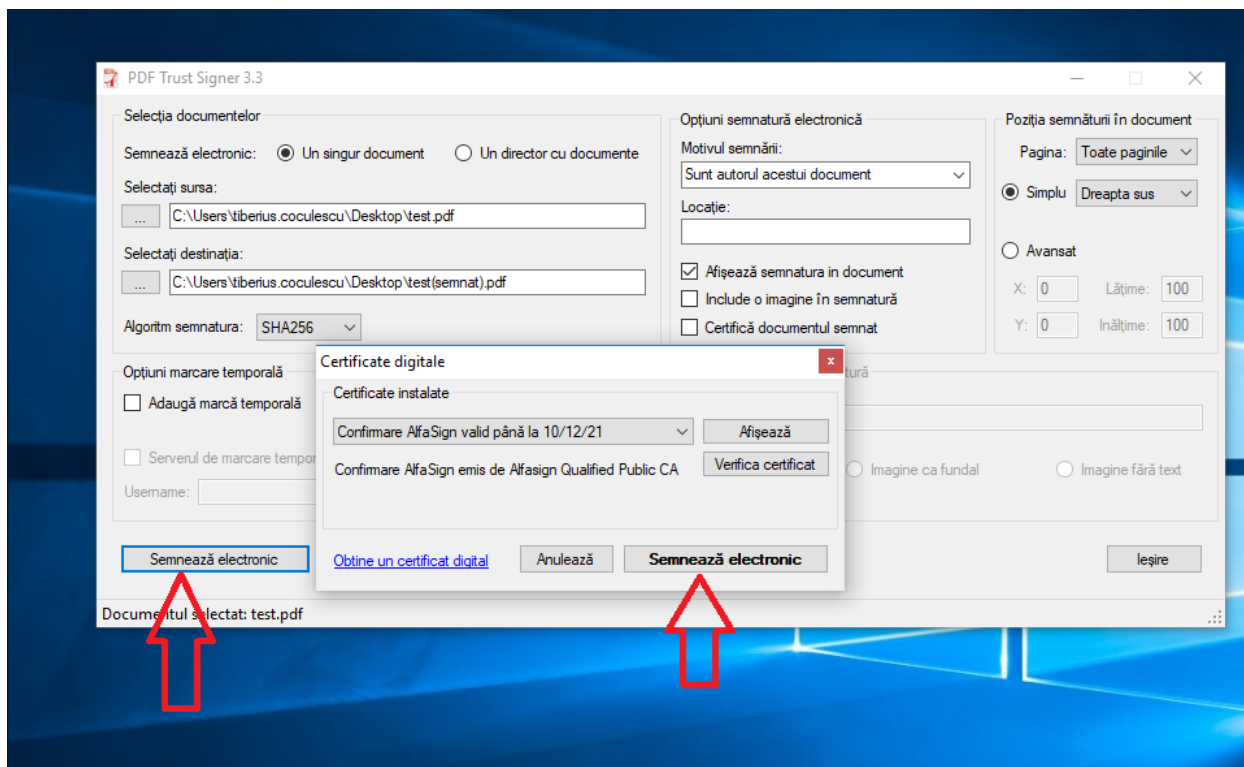 PDF Trust Signer 3.3
Selecția documentelor
Semnează electronic: Un singur document Un director cu documente
Selectați sursa:
... C:\Users\tiberius.coculescu\Desktop\test.pdf
Selectați destinația:
... C:\Users\tiberius.coculescu\Desktop\test(semnat).pdf
Algoritm semnatura: SHA256
Opțiuni semnatură electronică
Motivul semnării:
Sunt autorul acestui document
Locație:
Afișează semnatura in document
Include o imagine în semnatură
Certifică documentul semnat
Poziția semnăturii în document
Pagina: Toate paginile
Simplu Dreapta sus
Avansat
X: 0 Lățime: 100
Y: 0 Inălțime: 100
Opțiuni marcare temporală
Adaugă marcă temporală
Serverul de marcare tempor
Username:
tură
Imagine ca fundal Imagine fără text
Certificate digitale x
Certificate instalate
Confirmare AlfaSign valid până la 10/12/21 Afișează
Confirmare AlfaSign emis de Alfasign Qualified Public CA Verifica certificat
Obtine un certificat digital Anulează Semnează electronic
Semnează electronic Ieșire
Documentul selectat: test.pdf